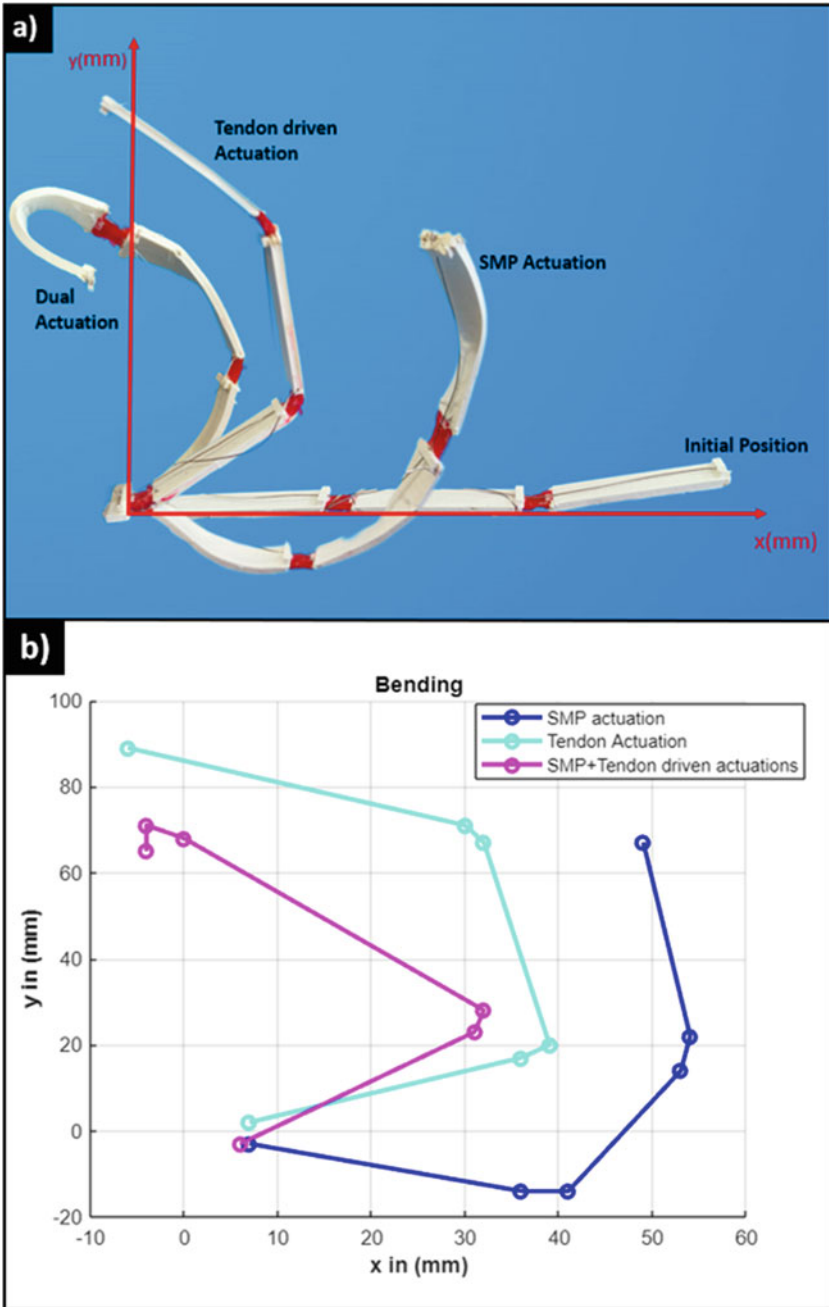 a)
y(mm)
Tendon driven
Actuation
SMP Actuation
Dual
Actuation
Initial Position
x(mm)
b)
Bending
100
80
60
40
20
0
-20
-10
0
10
20
30
40
50
60
y in (mm)
x in (mm)
SMP actuation
Tendon Actuation
SMP+Tendon driven actuations